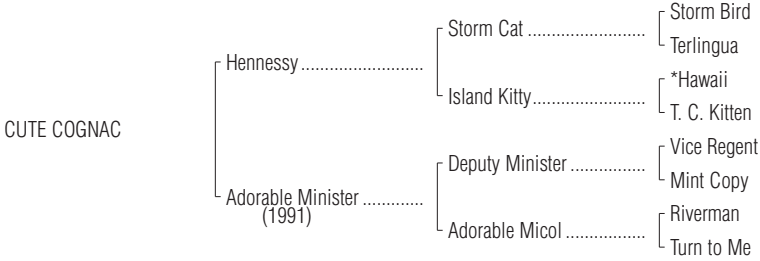 Storm Bird
Storm Cat ........................
Terlingua
Hennessy ..........................
*Hawaii
Island Kitty........................
T. C. Kitten
CUTE COGNAC
Vice Regent
Deputy Minister ................
Mint Copy
Adorable Minister .............
(1991)
Riverman
Adorable Micol .................
Turn to Me